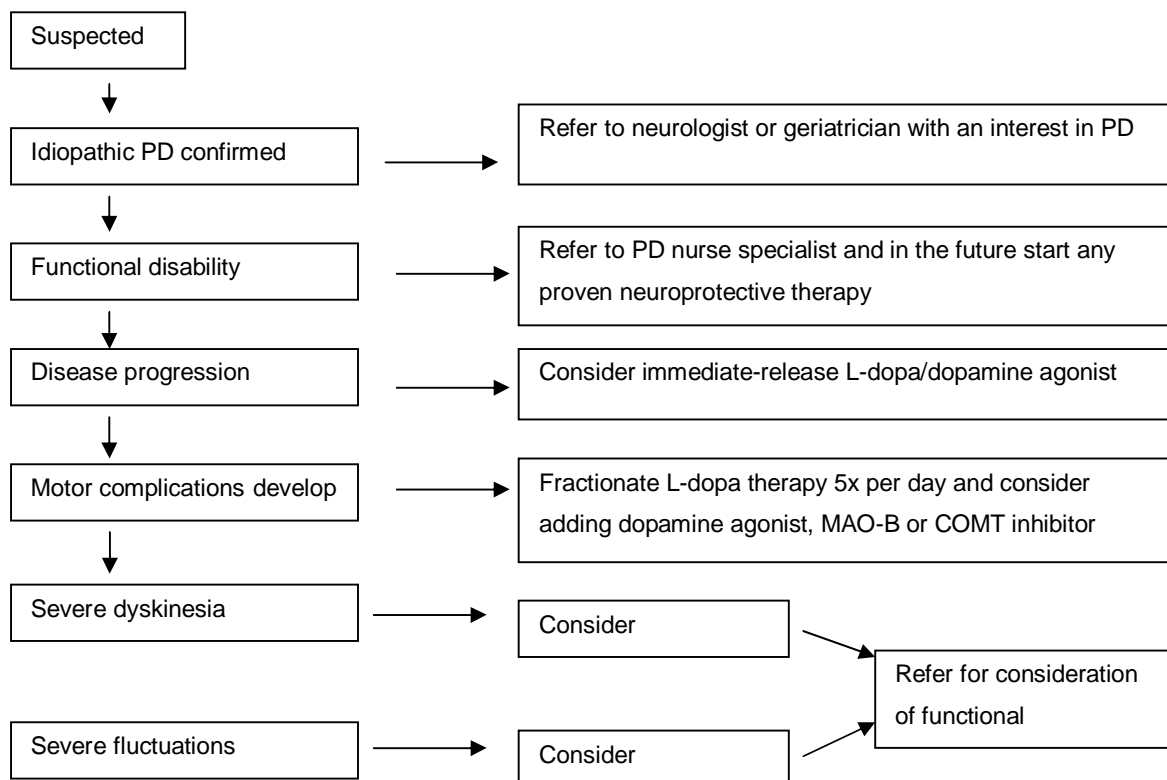 Suspected
Idiopathic PD confirmed
Refer to neurologist or geriatrician with an interest in PD
Functional disability
Refer to PD nurse specialist and in the future start any
proven neuroprotective therapy
Disease progression
Consider immediate-release L-dopa/dopamine agonist
Motor complications develop
Fractionate L-dopa therapy 5x per day and consider
adding dopamine agonist, MAO-B or COMT inhibitor
Severe dyskinesia
Consider
Refer for consideration
of functional
Severe fluctuations
Consider